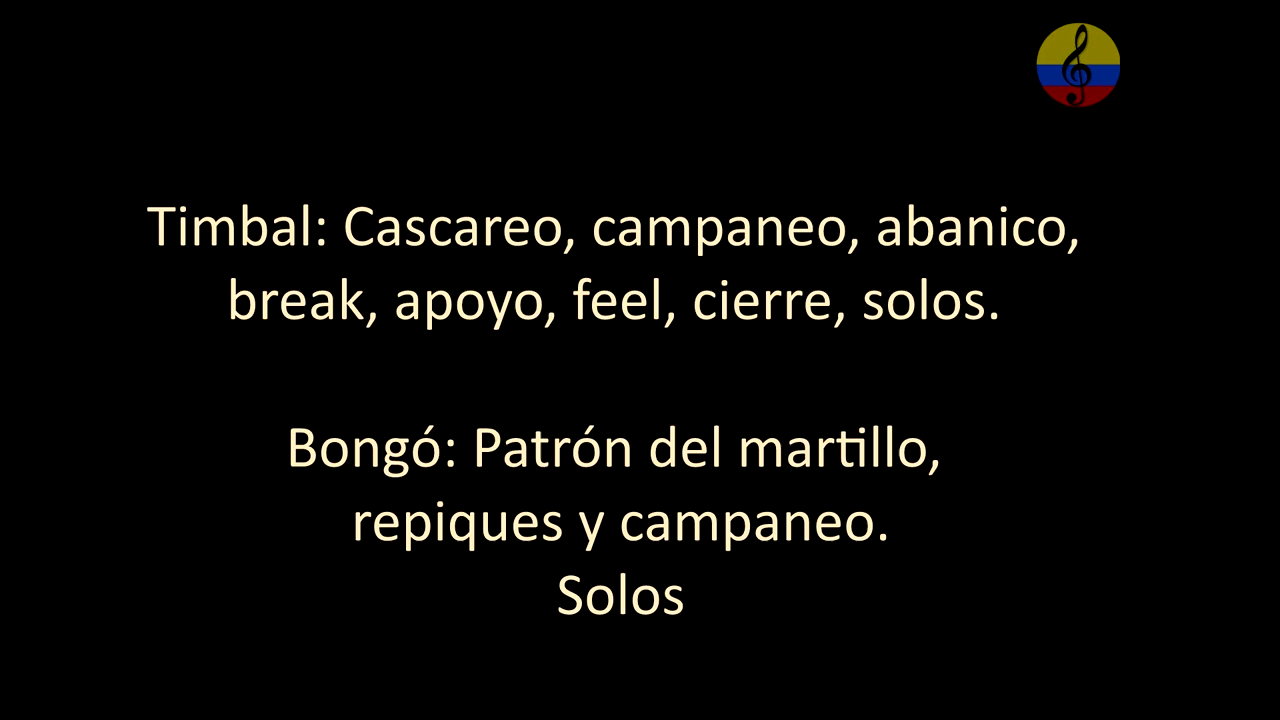 Timbal: Cascareo, campaneo, abanico,
break, apoyo, feel, cierre, solos.
Bongó: Patrón del martillo,
repiques y campaneo.
Solos